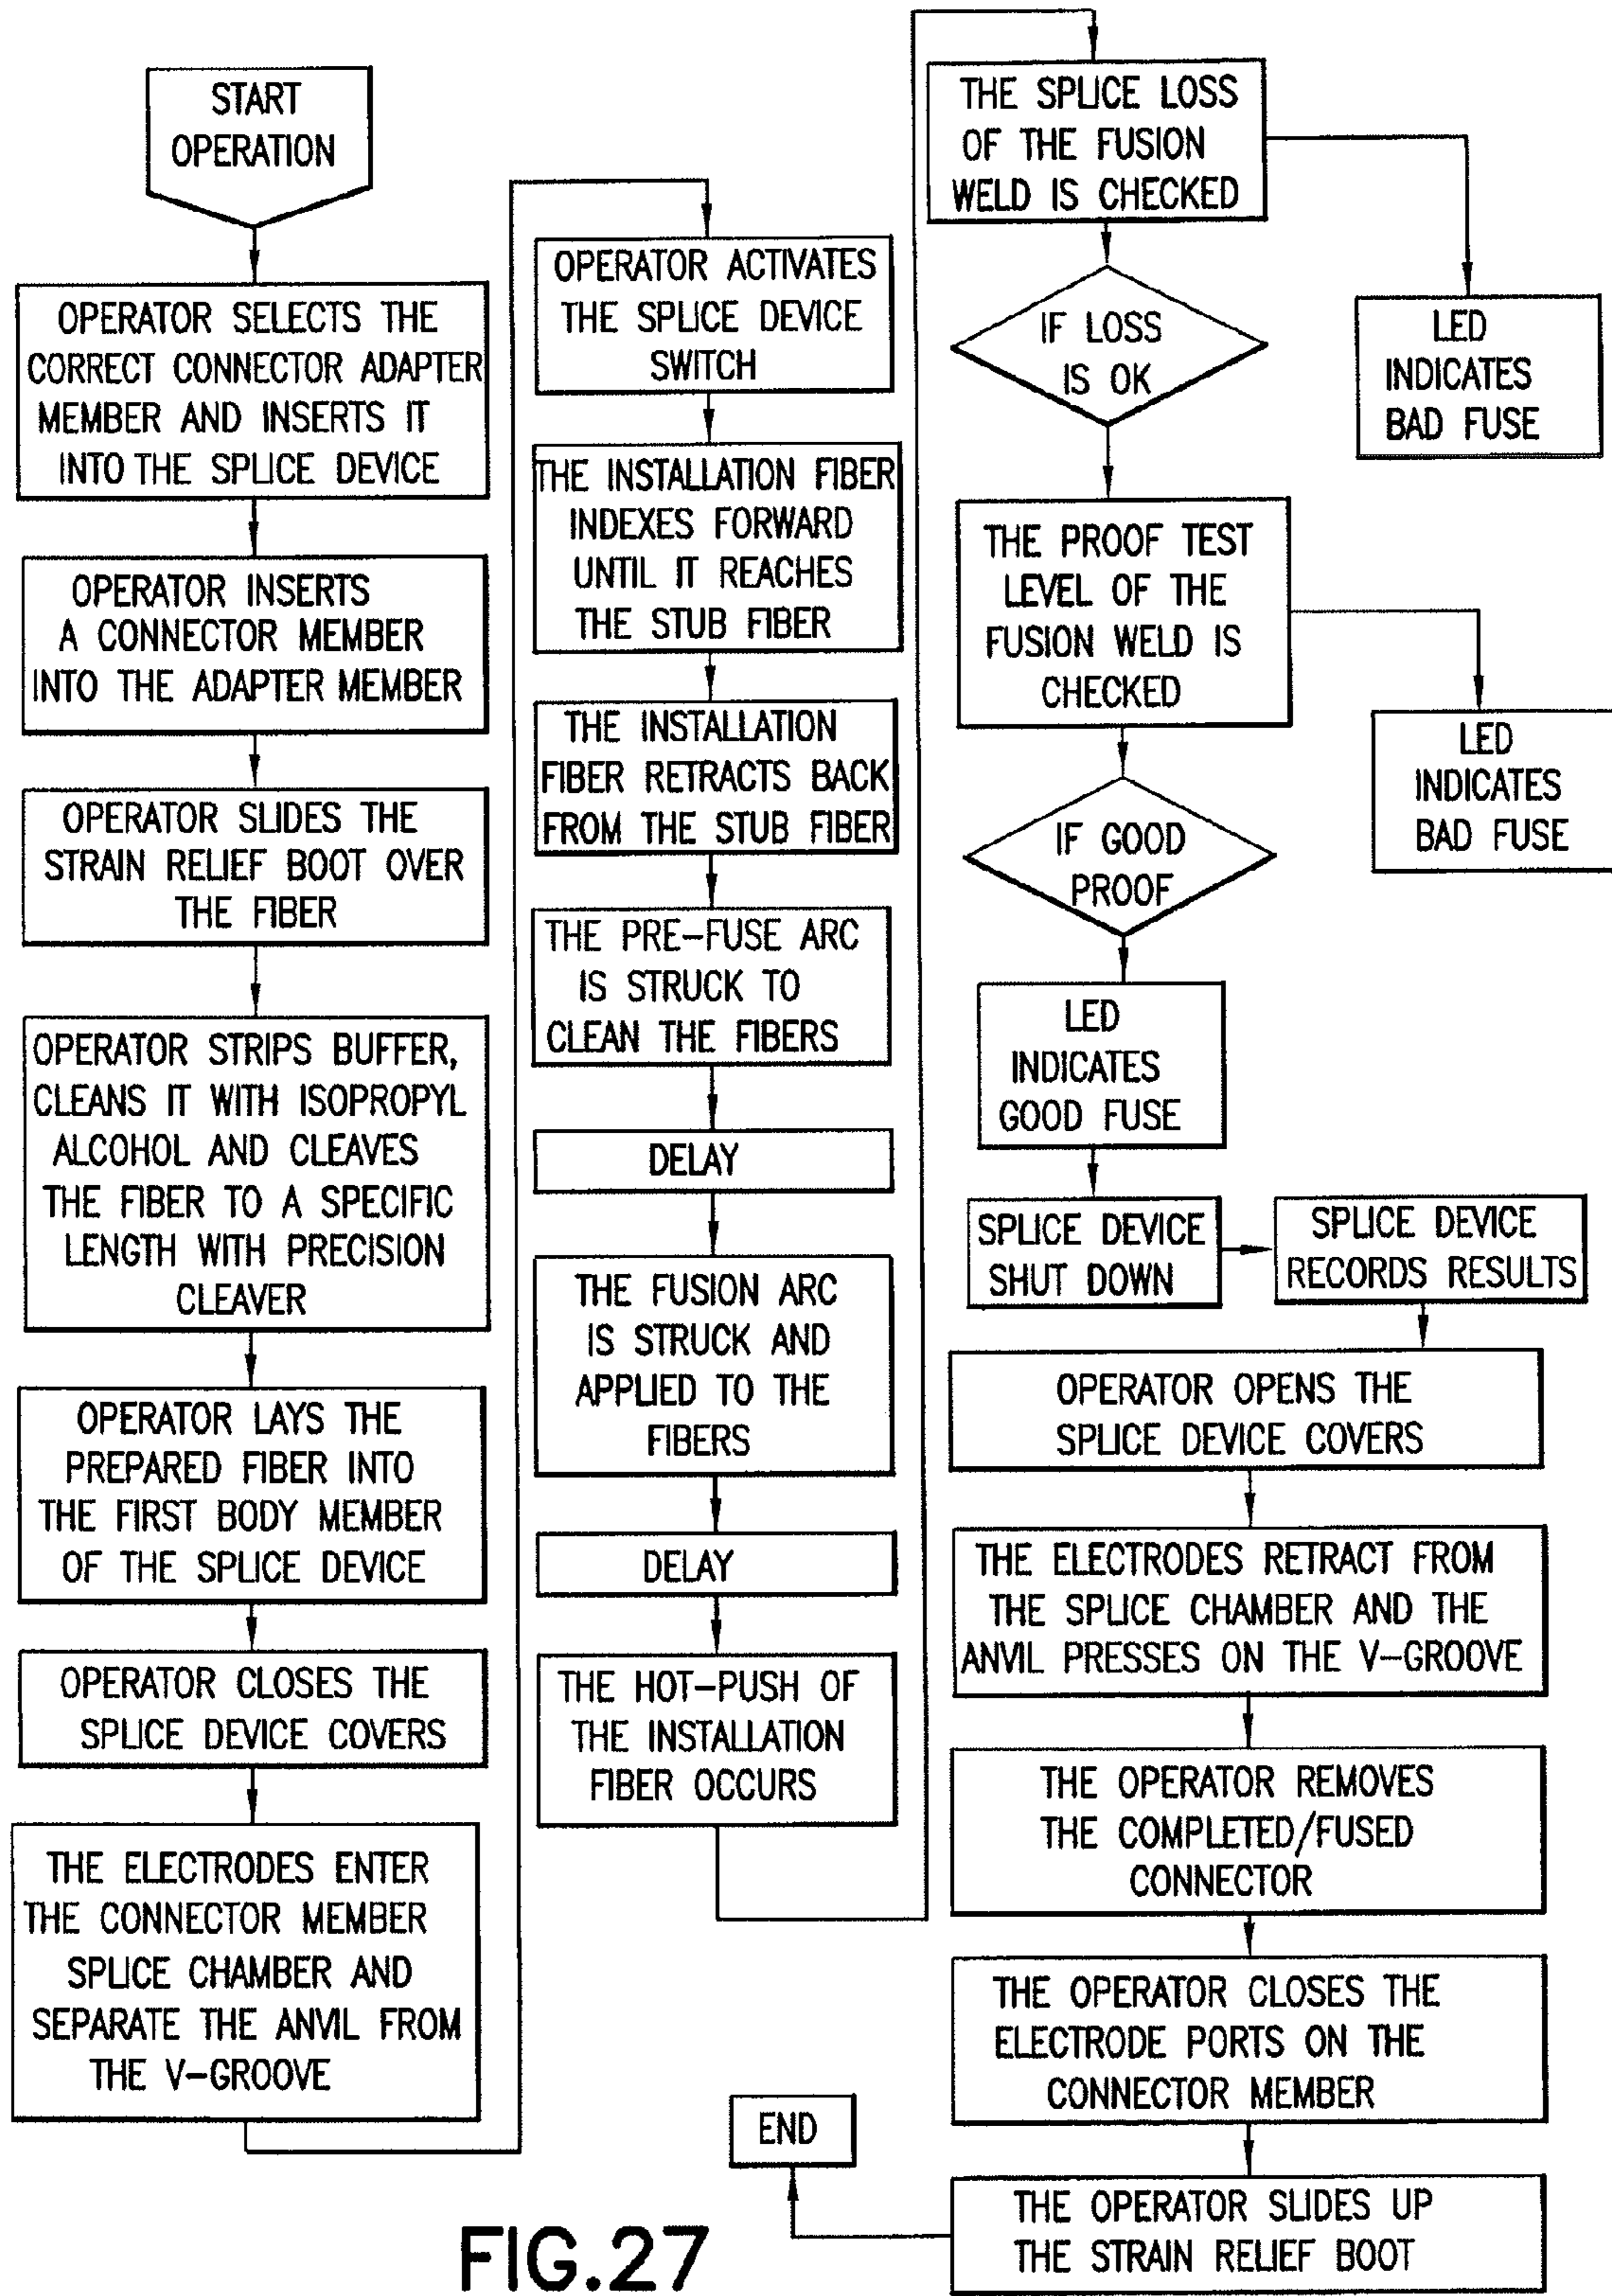 START
OPERATION
OPERATOR SELECTS THE
CORRECT CONNECTOR ADAPTER
MEMBER AND INSERTS IT
INTO THE SPLICE DEVICE
OPERATOR INSERTS
A CONNECTOR MEMBER
INTO THE ADAPTER MEMBER
OPERATOR SLIDES THE
STRAIN RELIEF BOOT OVER
THE FIBER
OPERATOR STRIPS BUFFER,
CLEANS IT WITH ISOPROPYL
ALCOHOL AND CLEAVES
THE FIBER TO A SPECIFIC
LENGTH WITH PRECISION
CLEAVER
OPERATOR LAYS THE
PREPARED FIBER INTO
THE FIRST BODY MEMBER
OF THE SPLICE DEVICE
OPERATOR CLOSES THE
SPLICE DEVICE COVERS
THE ELECTRODES ENTER
THE CONNECTOR MEMBER
SPLICE CHAMBER AND
SEPARATE THE ANVIL FROM
THE V-GROOVE
OPERATOR ACTIVATES
THE SPLICE DEVICE
SWITCH
THE INSTALLATION FIBER
INDEXES FORWARD
UNTIL IT REACHES
THE STUB FIBER
THE INSTALLATION
FIBER RETRACTS BACK
FROM THE STUB FIBER
THE PRE-FUSE ARC
IS STRUCK TO
CLEAN THE FIBERS
DELAY
THE FUSION ARC
IS STRUCK AND
APPLIED TO THE
FIBERS
DELAY
THE HOT-PUSH OF
THE INSTALLATION
FIBER OCCURS
THE SPLICE LOSS
OF THE FUSION
WELD IS CHECKED
LED
INDICATES
BAD FUSE
IF LOSS
IS OK
THE PROOF TEST
LEVEL OF THE
FUSION WELD IS
CHECKED
LED
INDICATES
BAD FUSE
IF GOOD
PROOF
LED
INDICATES
GOOD FUSE
SPLICE DEVICE
SHUT DOWN
SPLICE DEVICE
RECORDS RESULTS
OPERATOR OPENS THE
SPLICE DEVICE COVERS
THE ELECTRODES RETRACT FROM
THE SPLICE CHAMBER AND THE
ANVIL PRESSES ON THE V-GROOVE
THE OPERATOR REMOVES
THE COMPLETED/FUSED
CONNECTOR
THE OPERATOR CLOSES THE
ELECTRODE PORTS ON THE
CONNECTOR MEMBER
THE OPERATOR SLIDES UP
THE STRAIN RELIEF BOOT
END
FIG.27